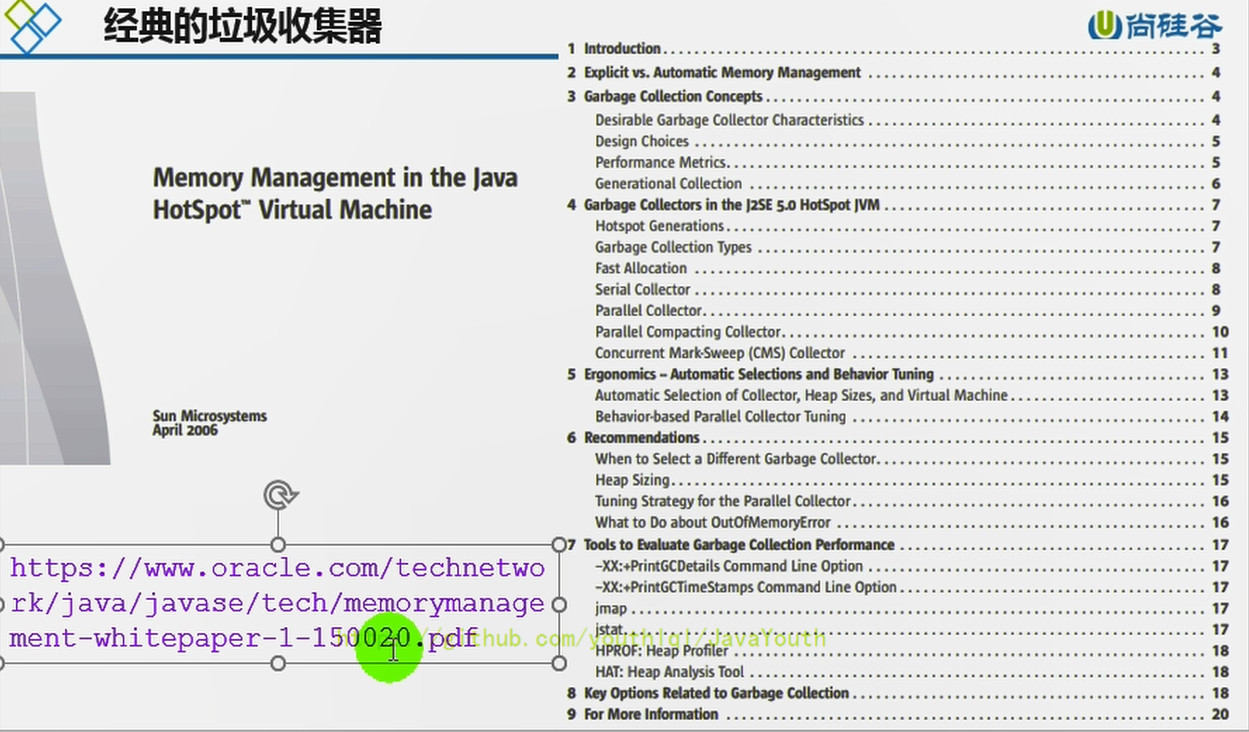 经典的垃圾收集器
尚硅谷
Memory Management in the Java
HotSpot™ Virtual Machine
Sun Microsystems
April 2006
https://www.oracle.com/technetwo
rk/java/javase/tech/memorymanage
ment-whitepaper-1-150020.pdf
1 Introduction 3
2 Explicit vs. Automatic Memory Management 4
3 Garbage Collection Concepts 4
Desirable Garbage Collector Characteristics 4
Design Choices 5
Performance Metrics 5
Generational Collection 6
4 Garbage Collectors in the J2SE 5.0 HotSpot JVM 7
Hotspot Generations 7
Garbage Collection Types 7
Fast Allocation 8
Serial Collector 8
Parallel Collector 9
Parallel Compacting Collector 10
Concurrent Mark-Sweep (CMS) Collector 11
5 Ergonomics – Automatic Selections and Behavior Tuning 13
Automatic Selection of Collector, Heap Sizes, and Virtual Machine 13
Behavior-based Parallel Collector Tuning 14
6 Recommendations 15
When to Select a Different Garbage Collector 15
Heap Sizing 15
Tuning Strategy for the Parallel Collector 16
What to Do about OutOfMemoryError 16
7 Tools to Evaluate Garbage Collection Performance 17
–XX:+PrintGCDetails Command Line Option 17
–XX:+PrintGCTimeStamps Command Line Option 17
jmap 17
jstat 17
HPROF: Heap Profiler 18
HAT: Heap Analysis Tool 18
8 Key Options Related to Garbage Collection 18
9 For More Information 20